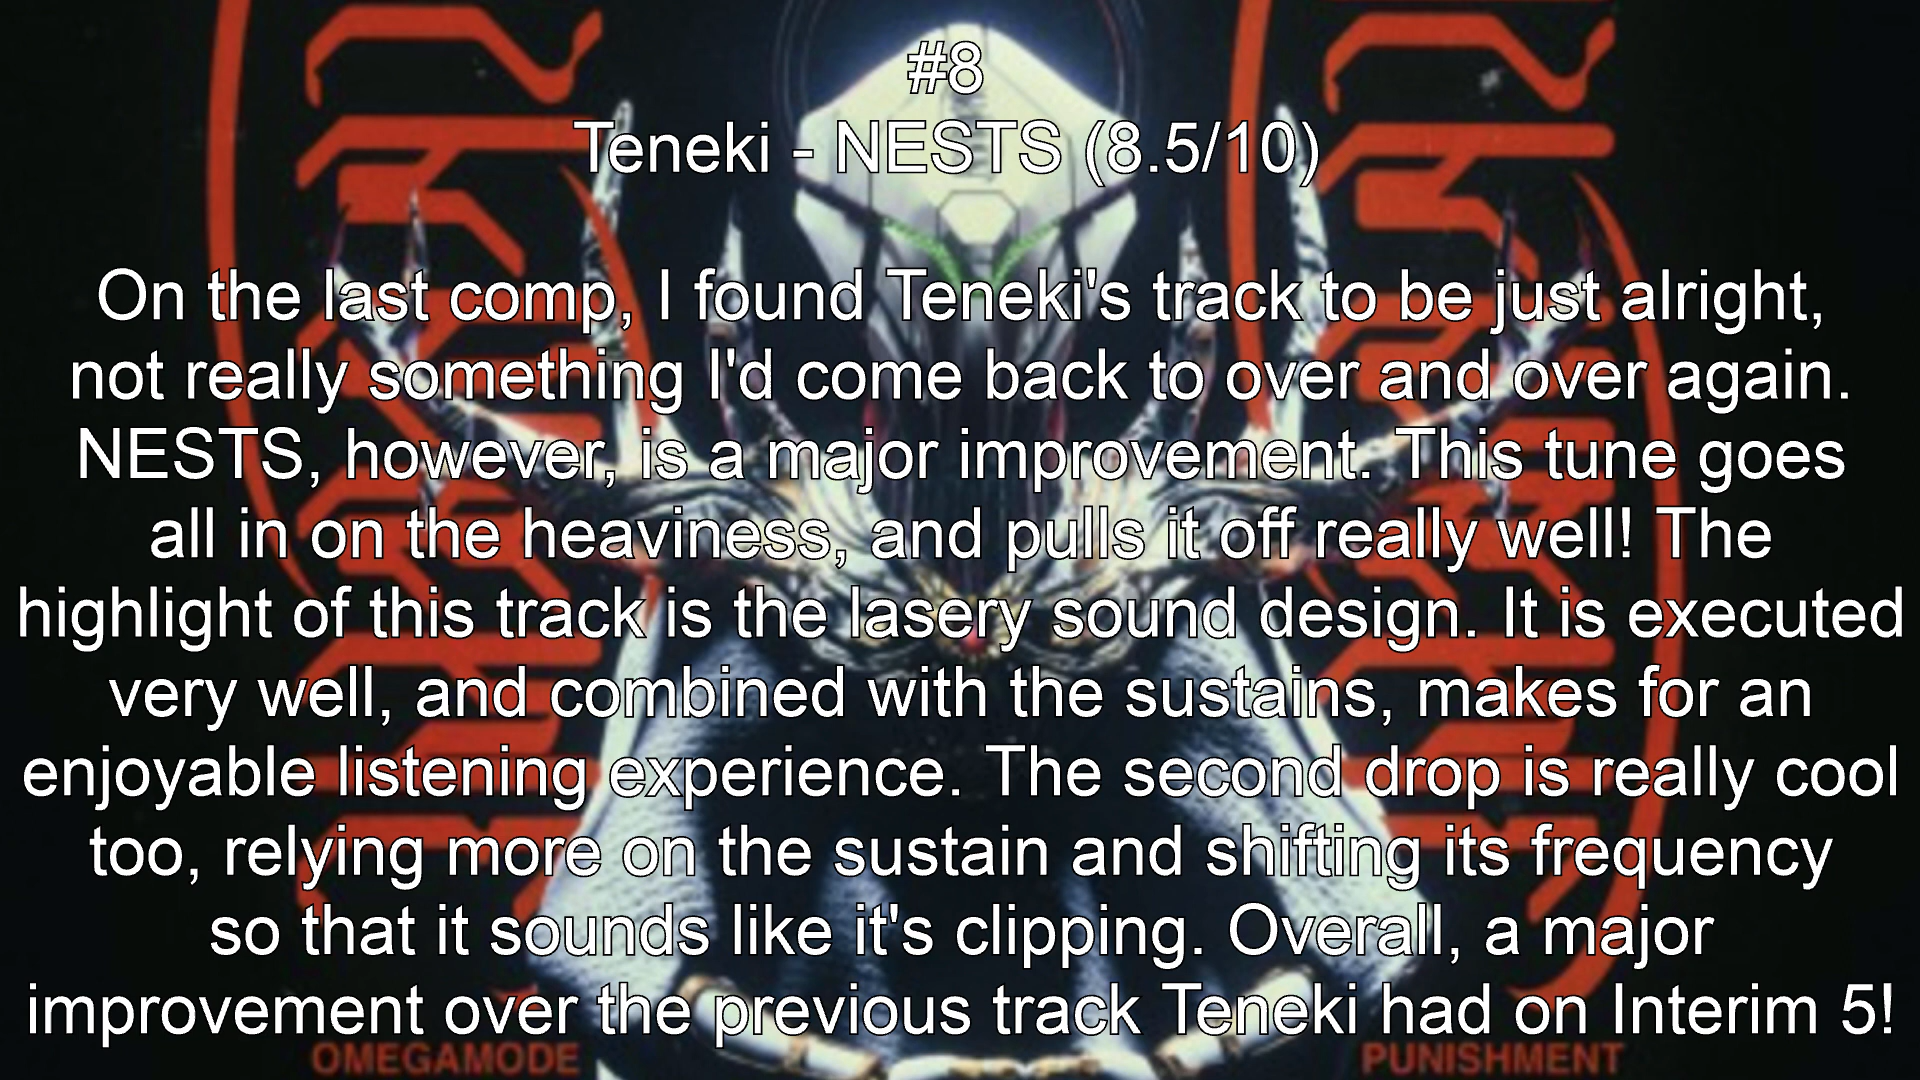 #8
Teneki - NESTS (8.5/10)
On the last comp, I found Teneki's track to be just alright,
not really something I'd come back to over and over again.
NESTS, however, is a major improvement. This tune goes
all in on the heaviness, and pulls it off really well! The
highlight of this track is the lasery sound design. It is executed
very well, and combined with the sustains, makes for an
enjoyable listening experience. The second drop is really cool
too, relying more on the sustain and shifting its frequency
so that it sounds like it's clipping. Overall, a major
improvement over the previous track Teneki had on Interim 5!
OMEGAMODE
PUNISHMENT